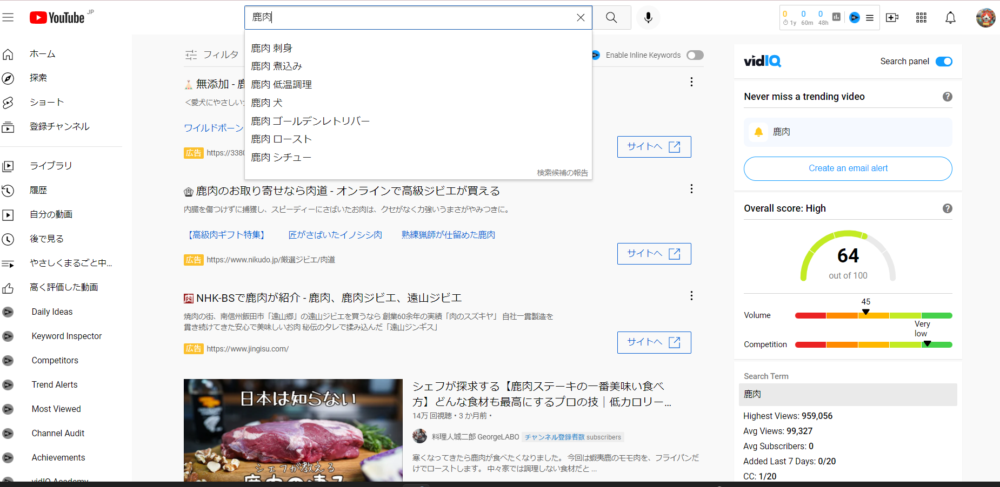 YouTube JP
鹿肉
0 0 0
1y 60m 48h
ホーム
探索
ショート
登録チャンネル
ライブラリ
履歴
自分の動画
後で見る
やさしくまるごと中...
高く評価した動画
Daily Ideas
Keyword Inspector
Competitors
Trend Alerts
Most Viewed
Channel Audit
Achievements
vidIQ Academy
鹿肉 刺身
鹿肉 煮込み
鹿肉 低温調理
鹿肉 犬
鹿肉 ゴールデンレトリバー
鹿肉 ロースト
鹿肉 シチュー
検索候補の報告
フィルタ
Enable Inline Keywords
無添加 - 鹿
<愛犬にやさしい
ワイルドボーン
広告 https://3380
サイトへ
鹿肉のお取り寄せなら肉道 - オンラインで高級ジビエが買える
内臓を傷つけずに捕獲し、スピーディーにさばいたお肉は、クセがなく力強いうまさがやみつきに。
【高級肉ギフト特集】 匠がさばいたイノシシ肉 熟練猟師が仕留めた鹿肉
広告 https://www.nikudo.jp/厳選ジビエ/肉道
サイトへ
肉 NHK-BSで鹿肉が紹介 - 鹿肉、鹿肉ジビエ、遠山ジビエ
焼肉の街、南信州飯田市「遠山郷」の遠山ジビエを買うなら 創業60余年の実績「肉のスズキヤ」 自社一貫製造を
貫き続けてきた安心で美味しいお肉 秘伝のタレで揉み込んだ「遠山ジンギス」
広告 https://www.jingisu.com/
サイトへ
日本は知らない
シェフが教える
シェフが探求する【鹿肉ステーキの一番美味い食べ
方】どんな食材も最高にするプロの技｜低カロリー...
14万 回視聴・3 か月前・
料理人城二郎 GeorgeLABO チャンネル登録者数 subscribers
寒くなってきたら鹿肉が食べたくなりました。 今回は蝦夷鹿のモモ肉を、フライパンだ
けでローストします。 中々家では調理しない食材だと ...
vidIQ
Search panel
Never miss a trending video ?
鹿肉
Create an email alert
Overall score: High ?
64
out of 100
45
Volume
Very
low
Competition
Search Term
鹿肉
Highest Views: 959,056
Avg Views: 99,327
Avg Subscribers: 0
Added Last 7 Days: 0/20
CC: 1/20